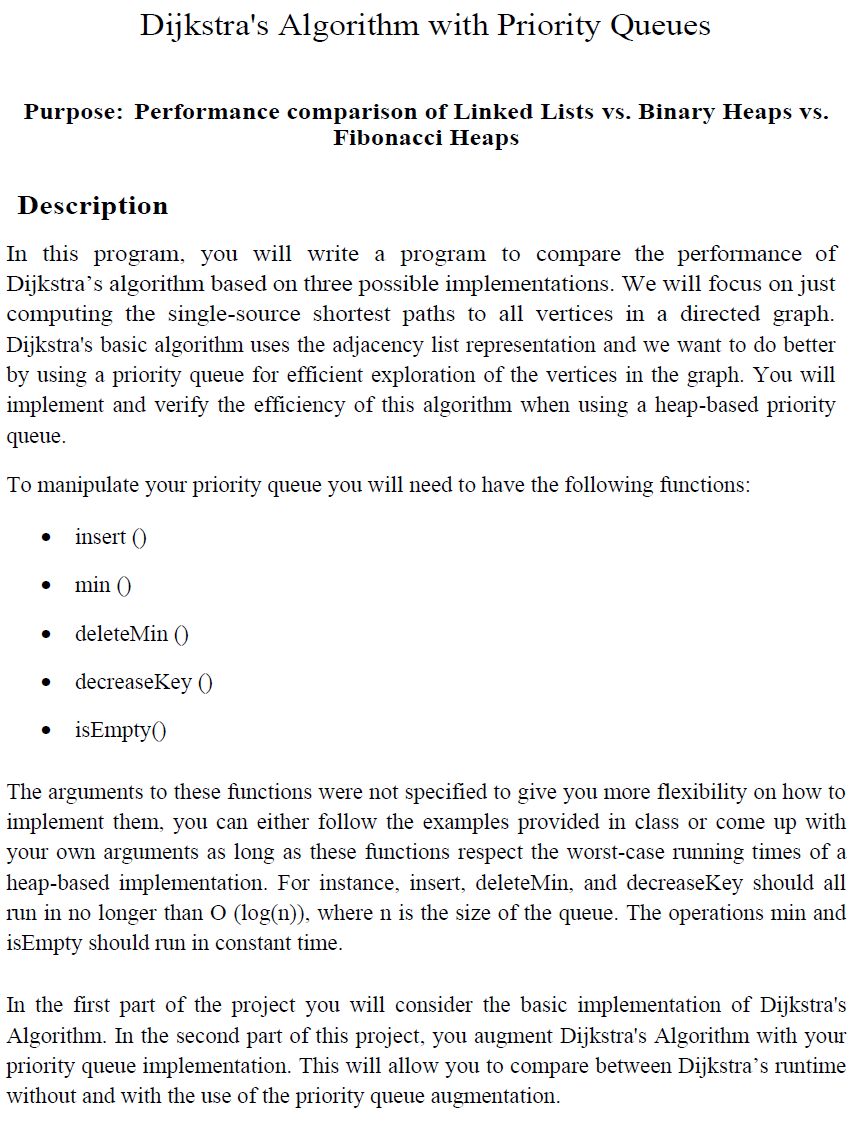 Dijkstra's Algorithm with Priority Queues
Purpose: Performance comparison of Linked Lists vs. Binary Heaps vs.
Fibonacci Heaps
Description
In this program, you will write a program to compare the performance of
Dijkstra’s algorithm based on three possible implementations. We will focus on just
computing the single-source shortest paths to all vertices in a directed graph.
Dijkstra's basic algorithm uses the adjacency list representation and we want to do better
by using a priority queue for efficient exploration of the vertices in the graph. You will
implement and verify the efficiency of this algorithm when using a heap-based priority
queue.
To manipulate your priority queue you will need to have the following functions:
• insert ()
• min ()
• deleteMin ()
• decreaseKey ()
• isEmpty()
The arguments to these functions were not specified to give you more flexibility on how to
implement them, you can either follow the examples provided in class or come up with
your own arguments as long as these functions respect the worst-case running times of a
heap-based implementation. For instance, insert, deleteMin, and decreaseKey should all
run in no longer than O (log(n)), where n is the size of the queue. The operations min and
isEmpty should run in constant time.
In the first part of the project you will consider the basic implementation of Dijkstra's
Algorithm. In the second part of this project, you augment Dijkstra's Algorithm with your
priority queue implementation. This will allow you to compare between Dijkstra’s runtime
without and with the use of the priority queue augmentation.